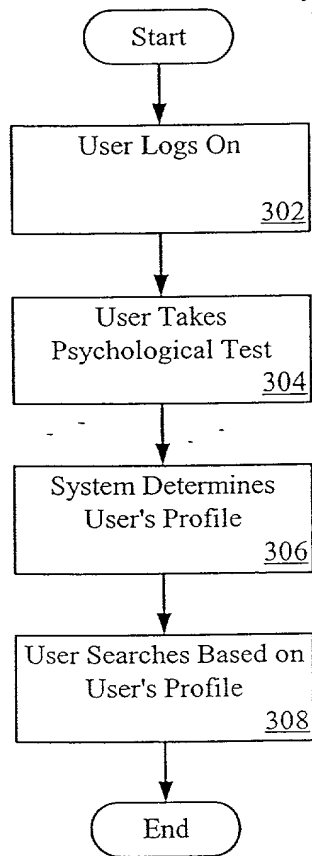 Start
User Logs On
302
User Takes
Psychological Test
304
System Determines
User's Profile
306
User Searches Based on
User's Profile
308
End